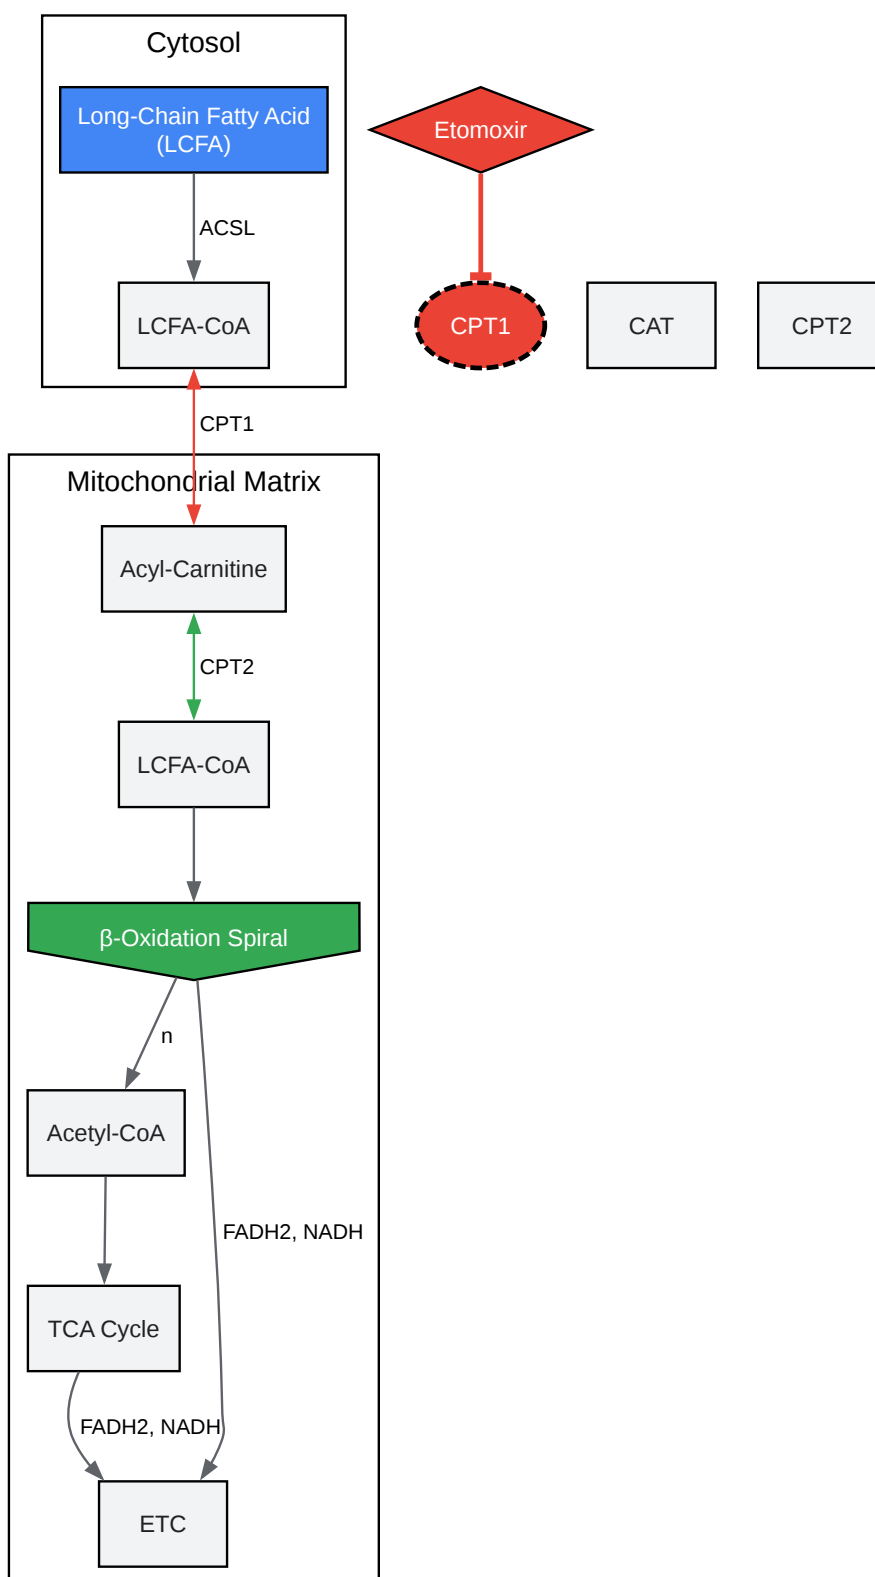 Cytosol
Long-Chain Fatty Acid
(LCFA)
Etomoxir
ACSL
LCFA-CoA
CPT1
CAT
CPT2
CPT1
Mitochondrial Matrix
Acyl-Carnitine
CPT2
LCFA-CoA
β-Oxidation Spiral
n
Acetyl-CoA
FADH2, NADH
TCA Cycle
FADH2, NADH
ETC